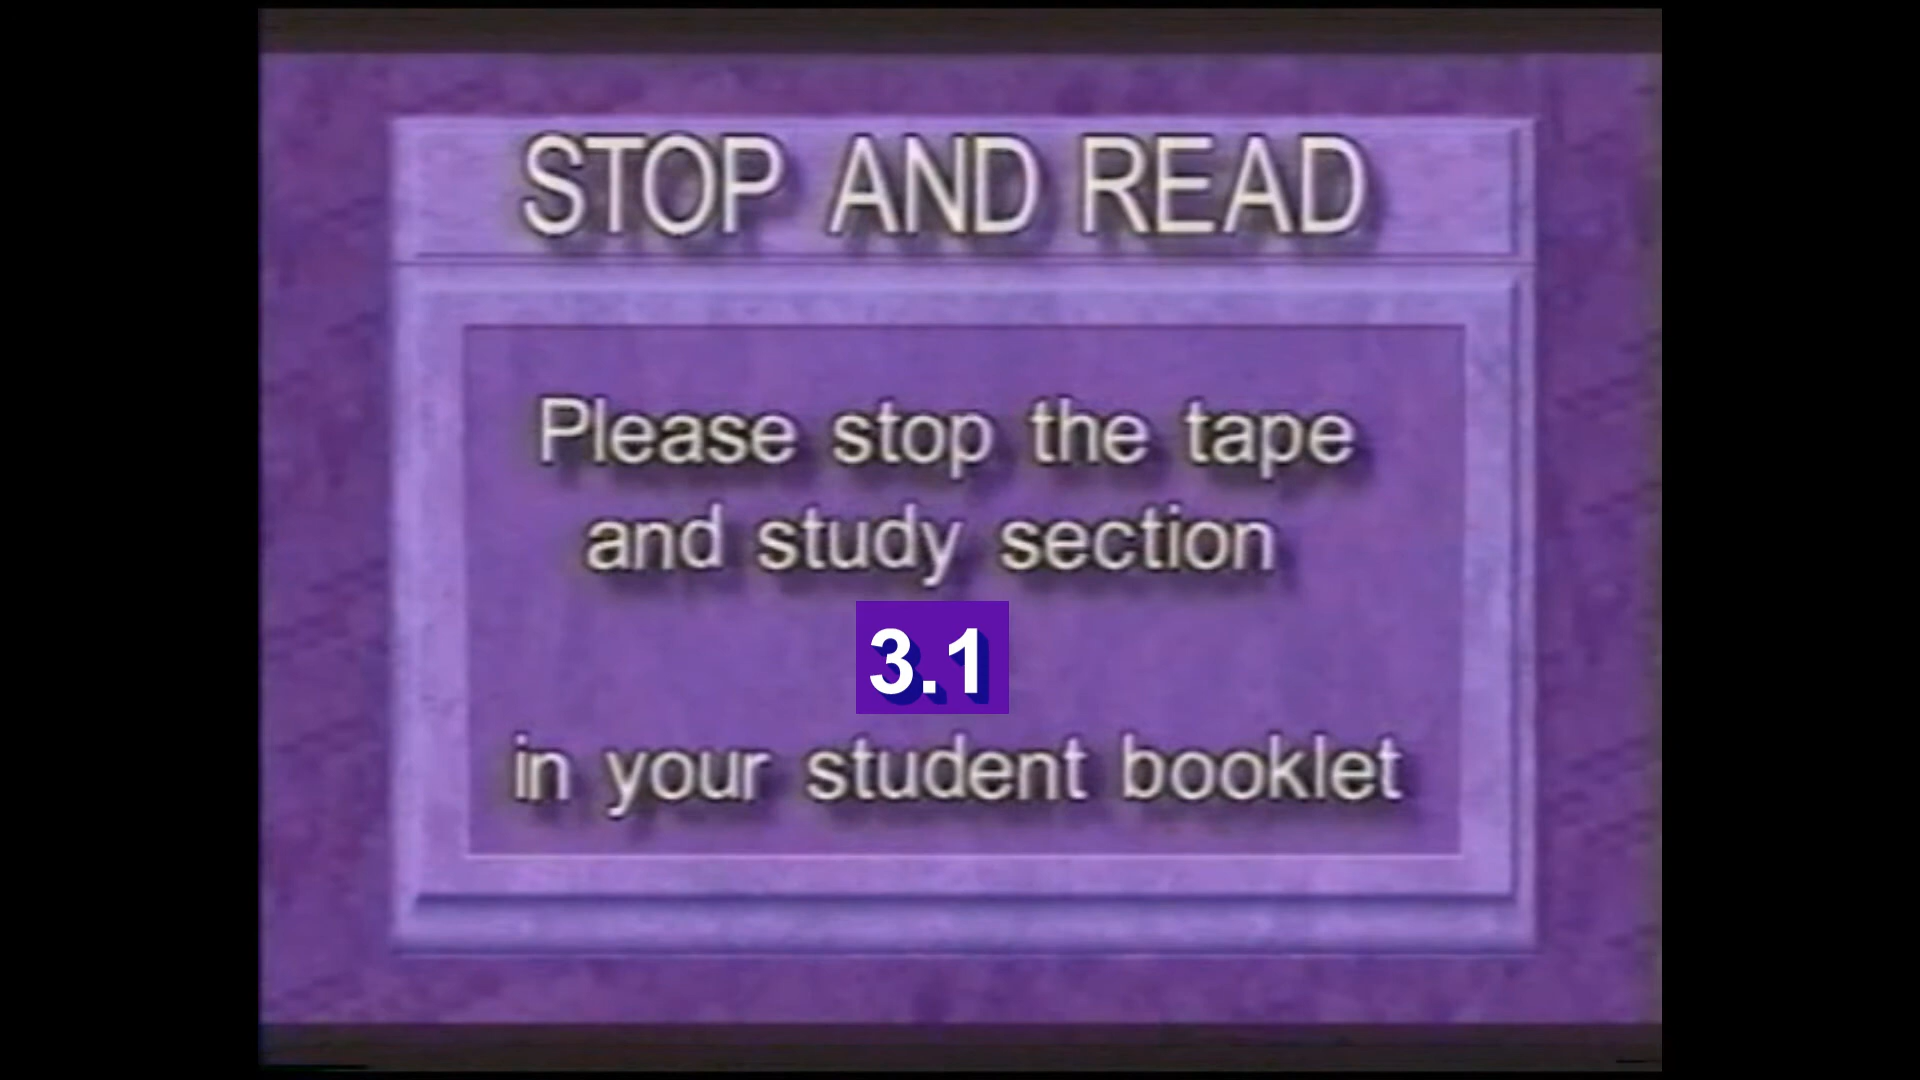 STOP AND READ
Please stop the tape
and study section
3.1
in your student booklet